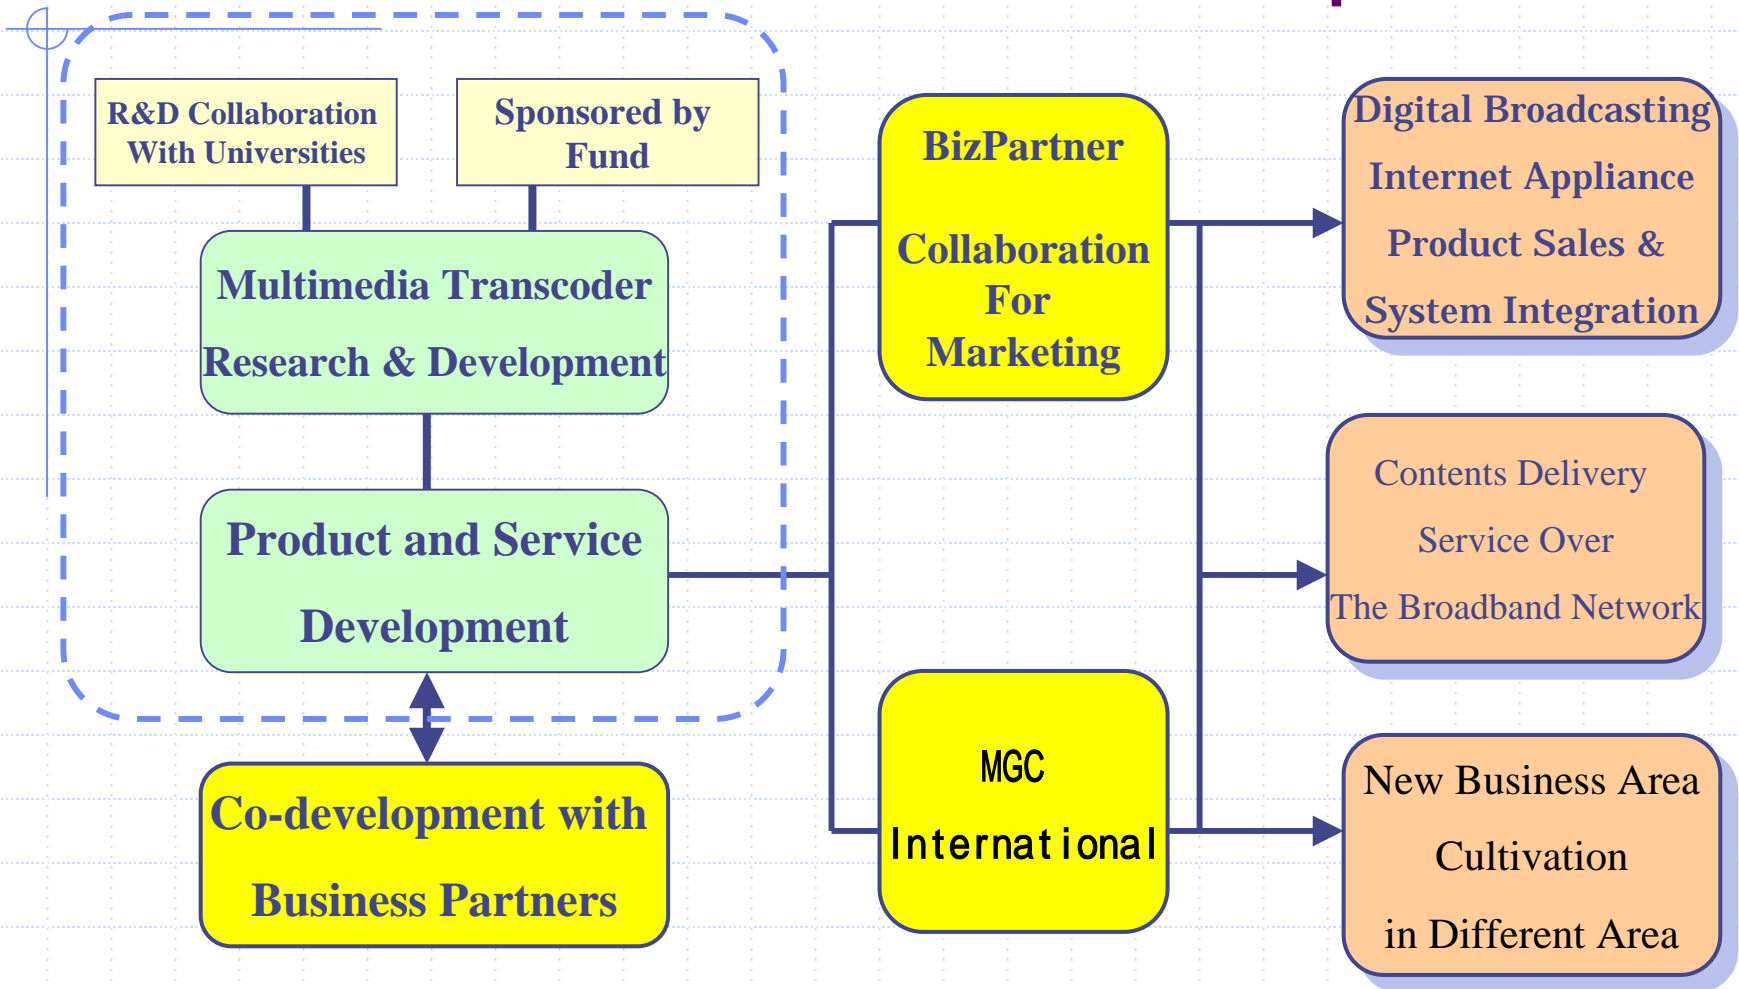 R&D Collaboration
With Universities
Sponsored by
Fund
Multimedia Transcoder
Research & Development
Product and Service
Development
Co-development with
Business Partners
BizPartner
Collaboration
For
Marketing
MGC
International
Digital Broadcasting
Internet Appliance
Product Sales &
System Integration
Contents Delivery
Service Over
The Broadband Network
New Business Area
Cultivation
in Different Area